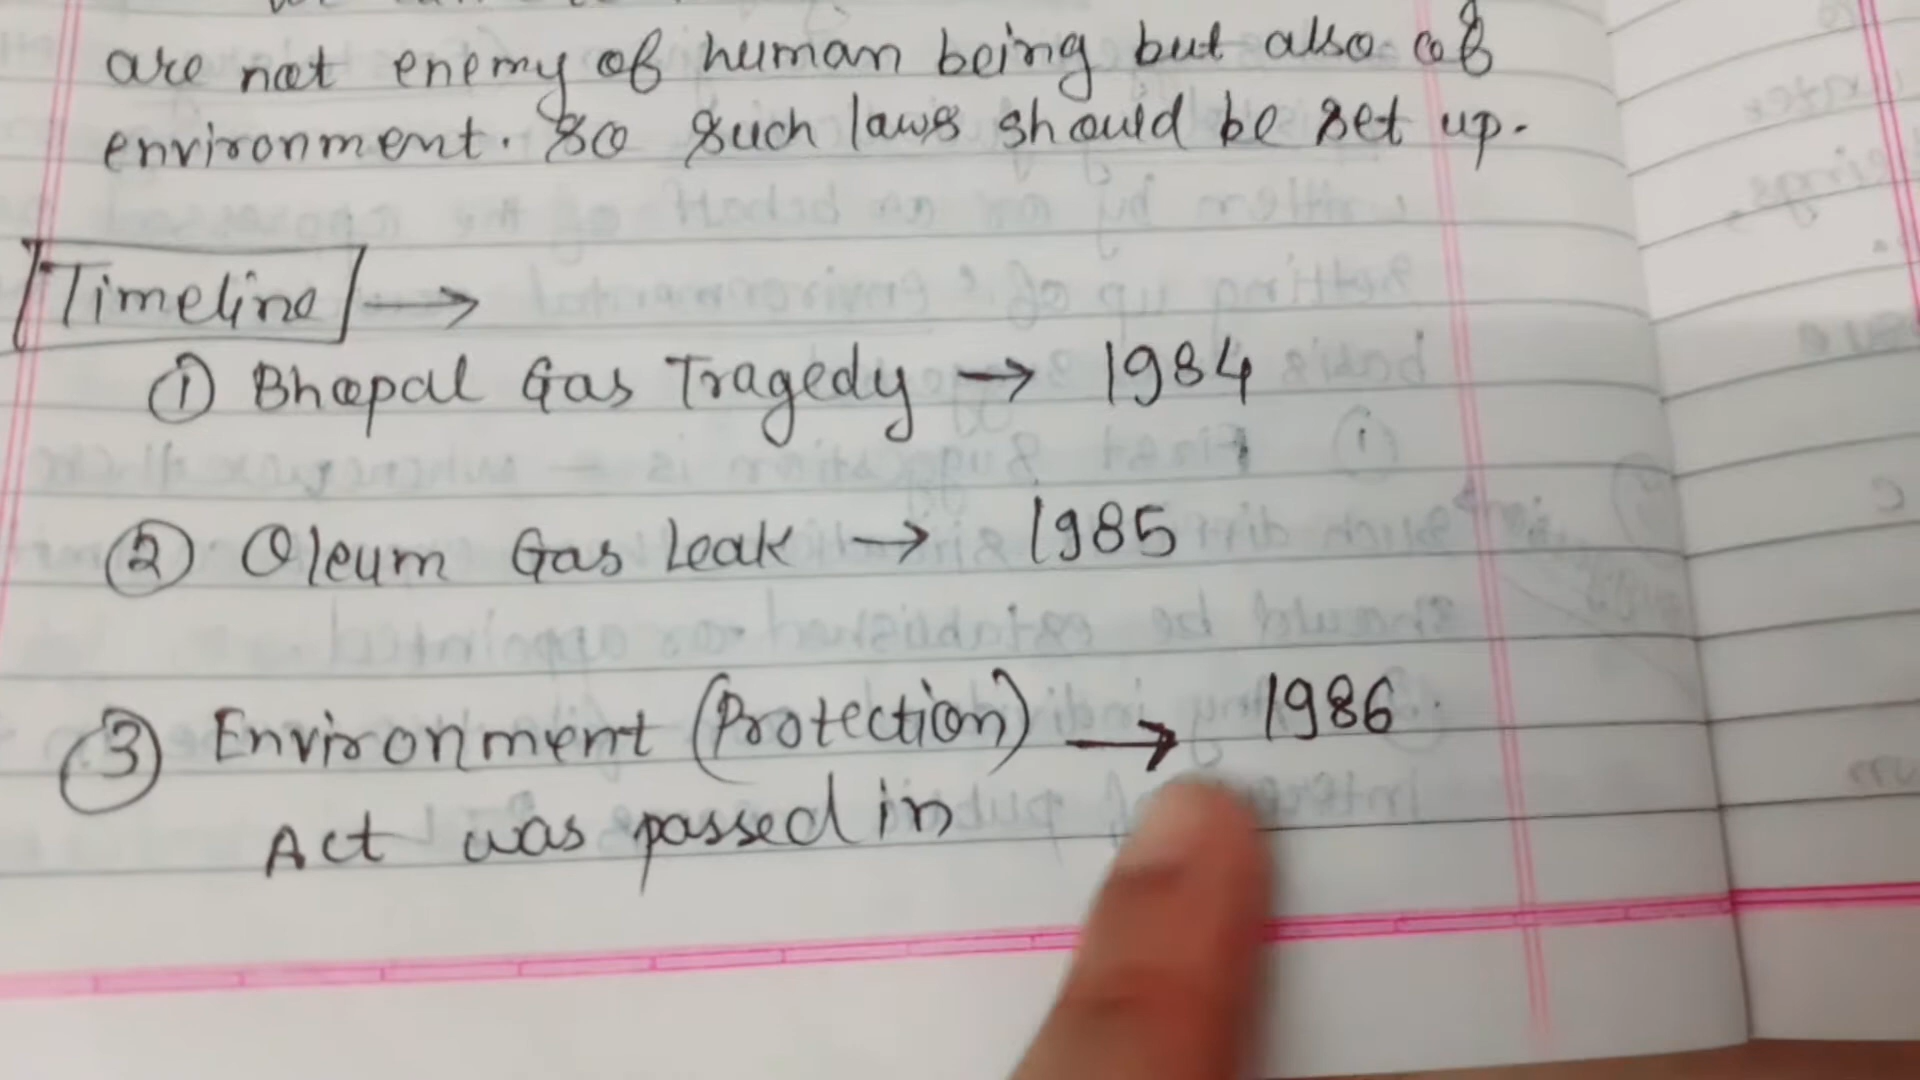 are not enemy of human being but also of
environment. So such laws should be set up.
Timeline →
① Bhopal Gas Tragedy → 1984
② Oleum Gas Leak → 1985
③ Environment (Protection) → 1986
Act was passed in